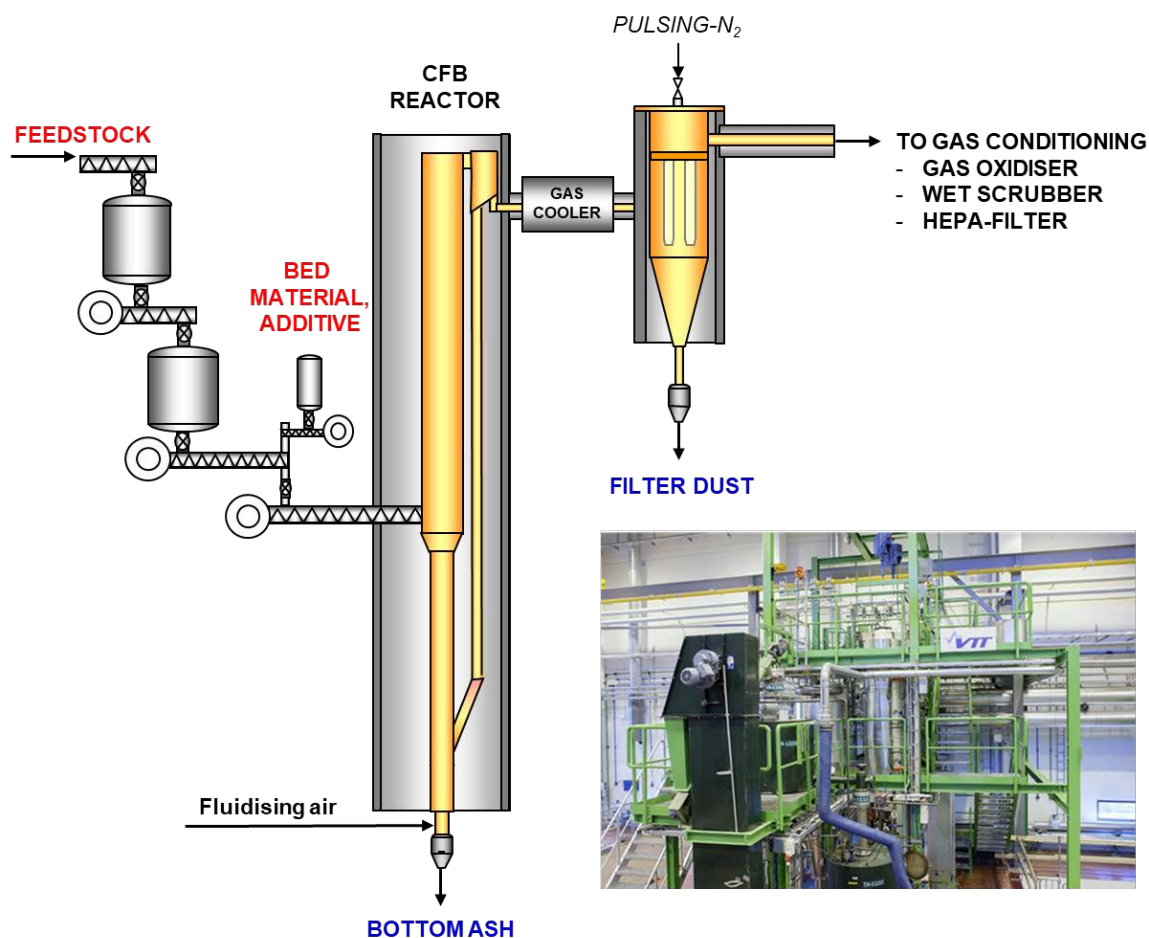 PULSING-N₂
CFB
REACTOR
FEEDSTOCK
TO GAS CONDITIONING
- GAS OXIDISER
- WET SCRUBBER
- HEPA-FILTER
GAS
COOLER
BED
MATERIAL,
ADDITIVE
FILTER DUST
VTT
Fluidising air
BOTTOM ASH